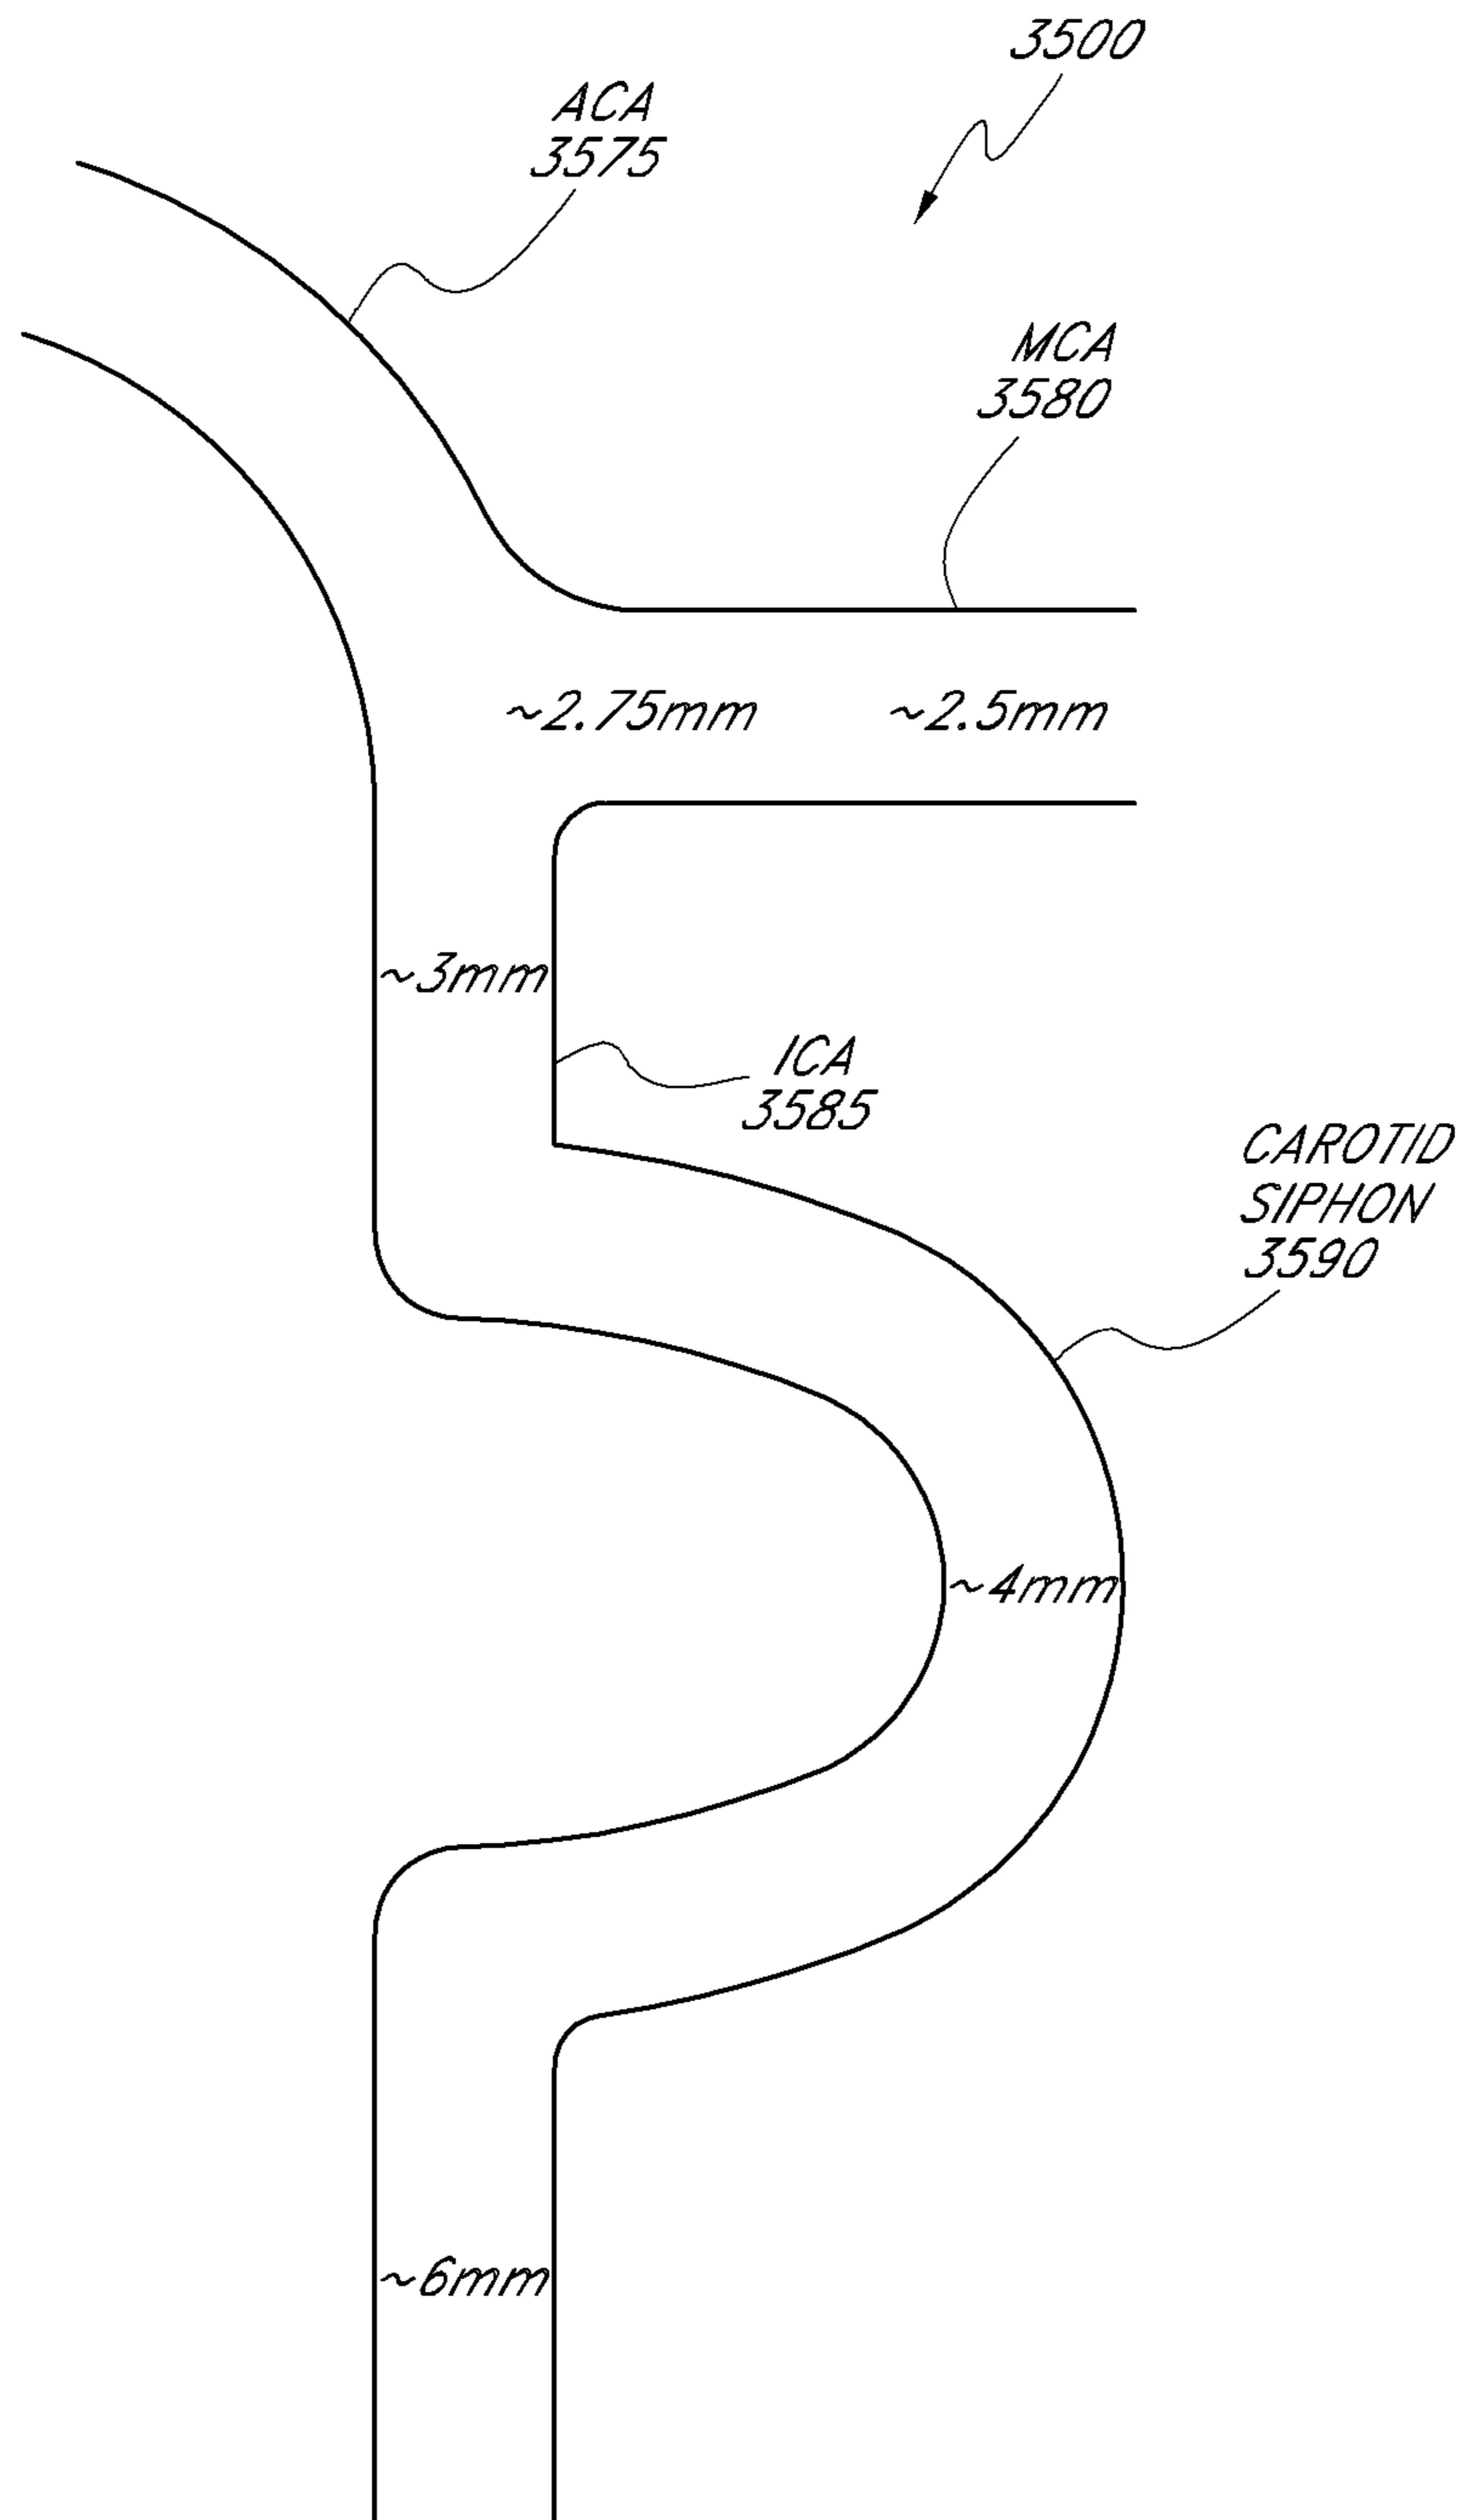 3500
ACA
3575
MCA
3580
~2.75mm ~2.5mm
~3mm
ICA
3585
CAROTID
SIPHON
3590
~4mm
~6mm